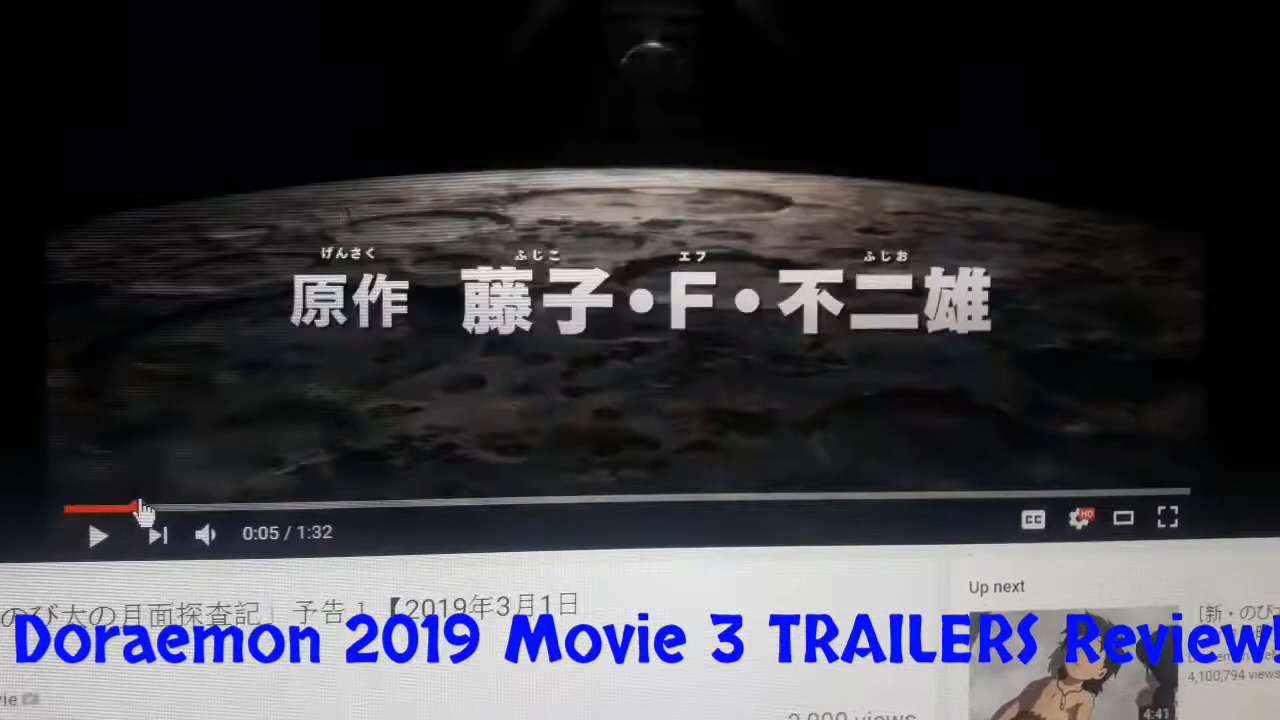 げんさく ふじこ エフ ふじお
原作 藤子・F・不二雄
0:05 / 1:32
CC
HD
Up next
のび太の月面探査記」予告1【2019年3月1日
[新・のび
Doraemon 2019 Movie 3 TRAILERS Review!
4,100,794 views
4:41
views